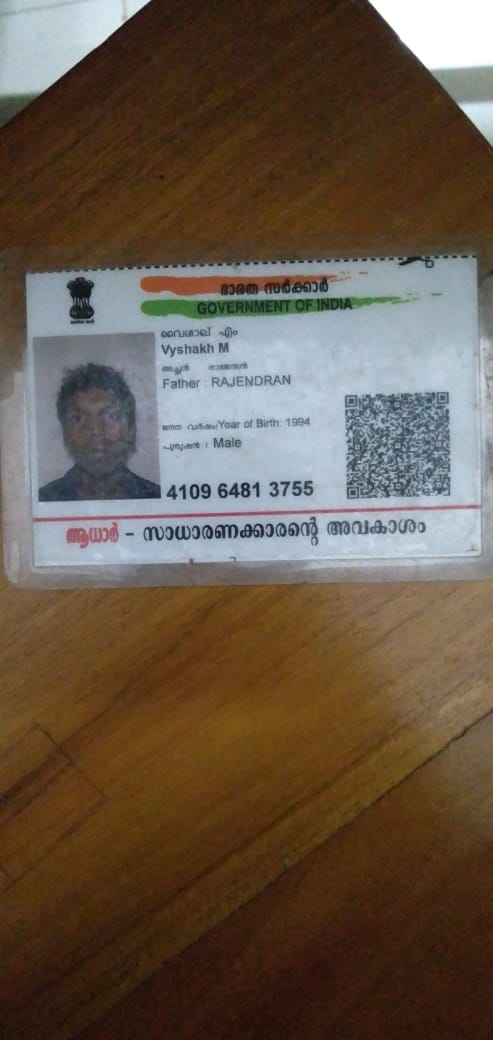 ഭാരത സർക്കാർ
GOVERNMENT OF INDIA
വൈശാഖ് എം
Vyshakh M
അച്ഛൻ
Father : RAJENDRAN
ജനന വർഷം/Year of Birth: 1994
പുരുഷൻ / Male
4109 6481 3755
ആധാർ - സാധാരണക്കാരന്റെ അവകാശം